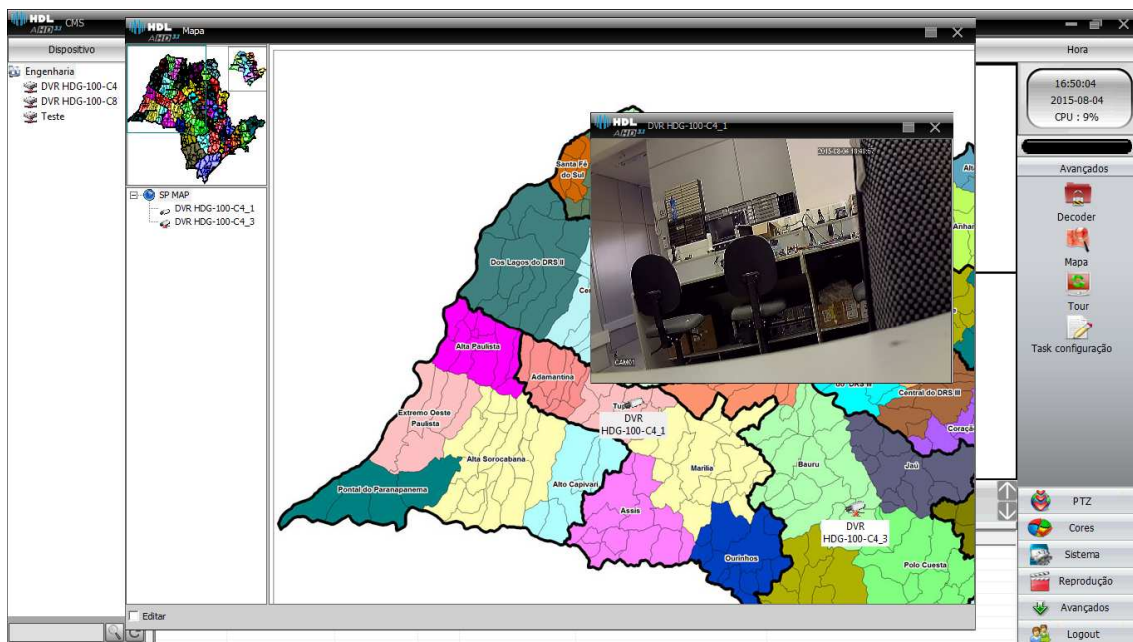 HDL CMS
AHD
Dispositivo
Engenharia
DVR HDG-100-C4
DVR HDG-100-C8
Teste
HDL Mapa
AHD
SP MAP
DVR HDG-100-C4_1
DVR HDG-100-C4_3
Editar
Santa Fé
do Sul
Dos Lagos do DRS II
Alta Paulista
Adamantina
Extremo Oeste
Paulista
Alta Sorocabana
Alto Capivari
Pontal do Paranapanema
Assis
Marília
Ourinhos
Bauru
Jaú
Central do DRS III
Coração
Polo Cuesta
DVR
HDG-100-C4_1
DVR
HDG-100-C4_3
HDL DVR HDG-100-C4_1
AHD
CAM01
Hora
16:50:04
2015-08-04
CPU : 9%
Avançados
Decoder
Mapa
Tour
Task configuração
PTZ
Cores
Sistema
Reprodução
Avançados
Logout